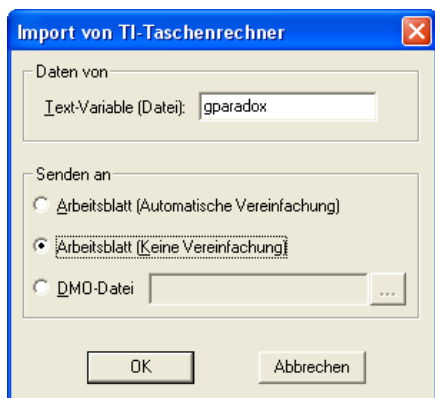 Import von TI-Taschenrechner
Daten von
Text-Variable (Datei): gparadox
Senden an
Arbeitsblatt (Automatische Vereinfachung)
Arbeitsblatt (Keine Vereinfachung)
DMO-Datei ...
OK Abbrechen